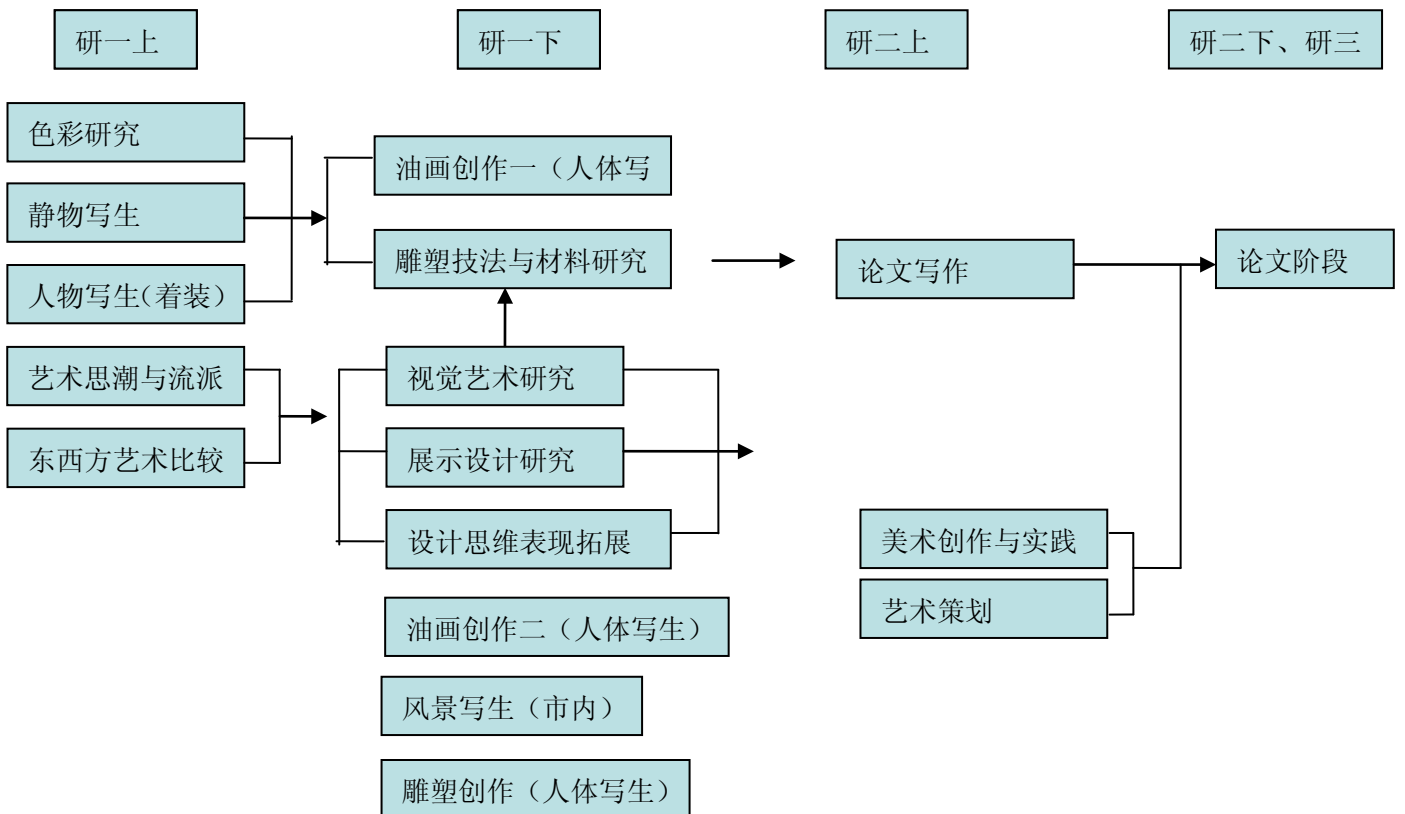 研一上
研一下
研二上
研二下、研三
色彩研究
静物写生
人物写生（着装）
艺术思潮与流派
东西方艺术比较
油画创作一（人体写
雕塑技法与材料研究
视觉艺术研究
展示设计研究
设计思维表现拓展
油画创作二（人体写生）
风景写生（市内）
雕塑创作（人体写生）
论文写作
美术创作与实践
艺术策划
论文阶段